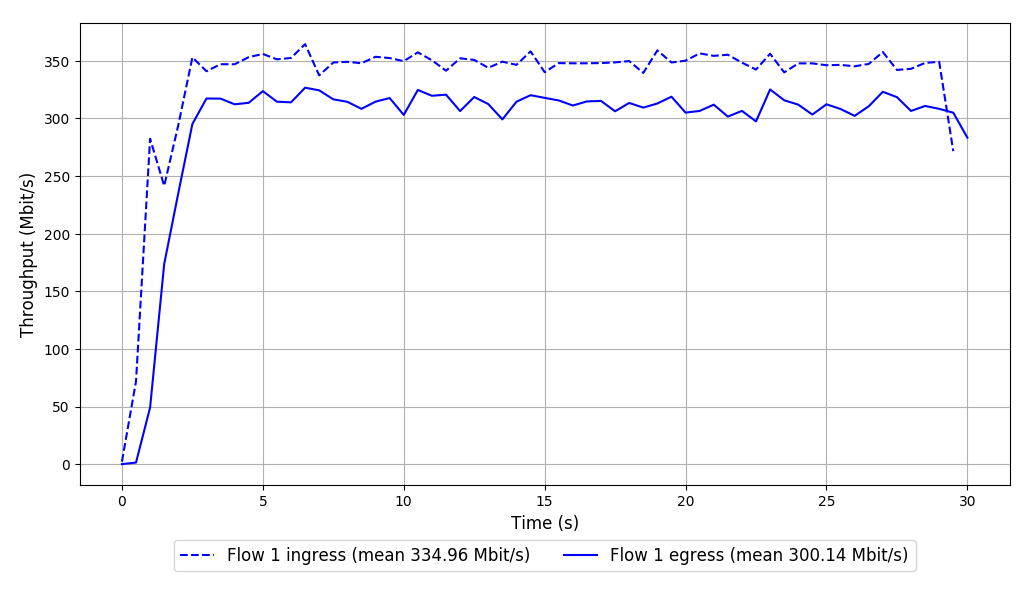 Throughput (Mbit/s)
350
300
250
200
150
100
50
0
0 5 10 15 20 25 30
Time (s)
Flow 1 ingress (mean 334.96 Mbit/s) Flow 1 egress (mean 300.14 Mbit/s)